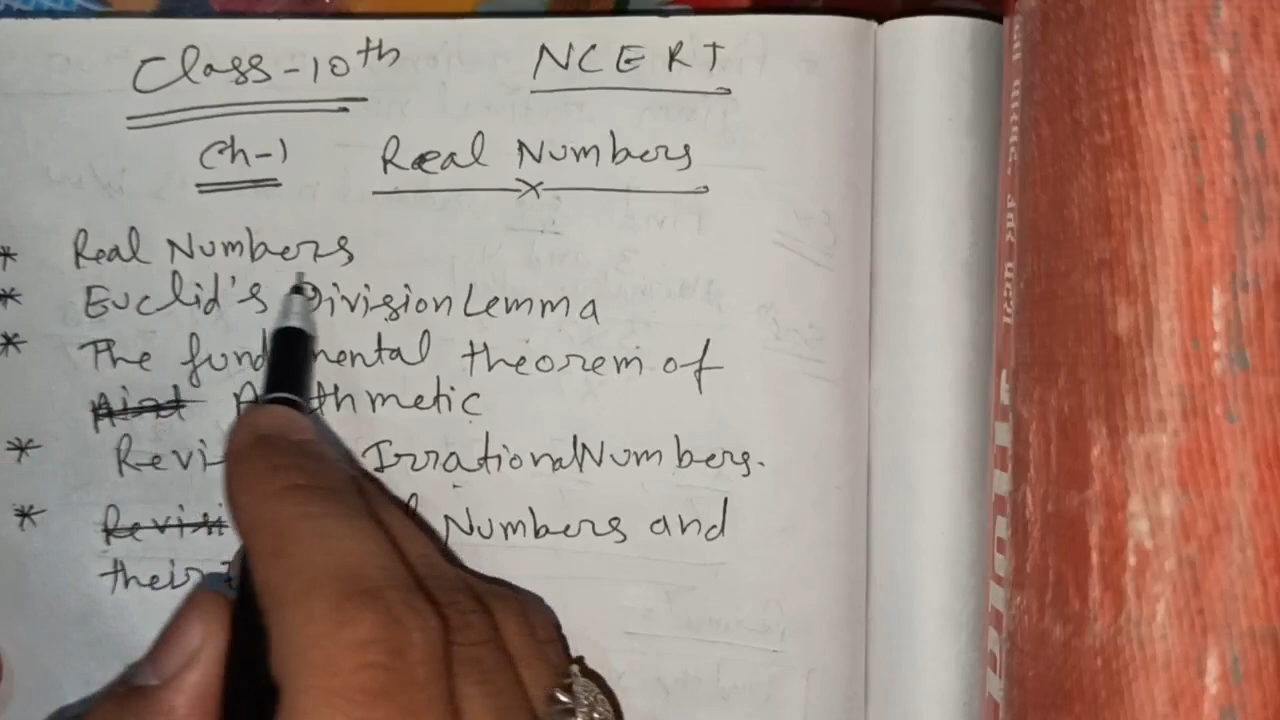 Class-10th NCERT
Ch-1 Real Numbers
* Real Numbers
* Euclid's Division Lemma
* The fundamental theorem of
Arithmetic
* Irrational Numbers.
* Numbers and
their